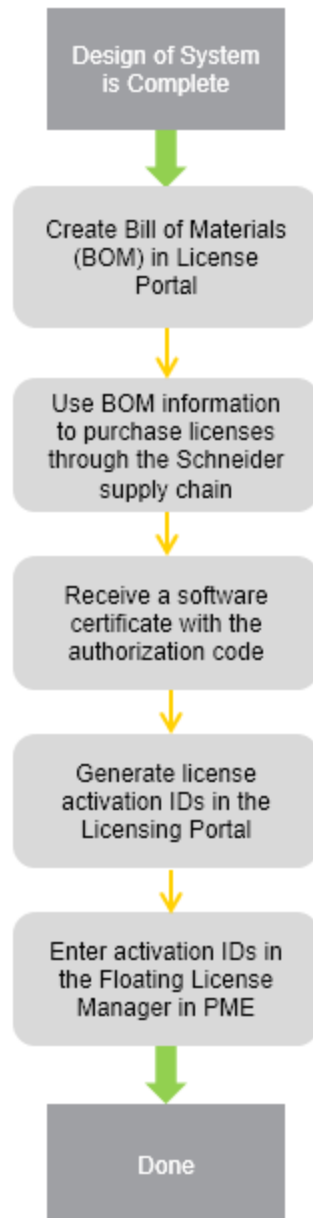 Design of System
is Complete
Create Bill of Materials
(BOM) in License
Portal
Use BOM information
to purchase licenses
through the Schneider
supply chain
Receive a software
certificate with the
authorization code
Generate license
activation IDs in the
Licensing Portal
Enter activation IDs in
the Floating License
Manager in PME
Done